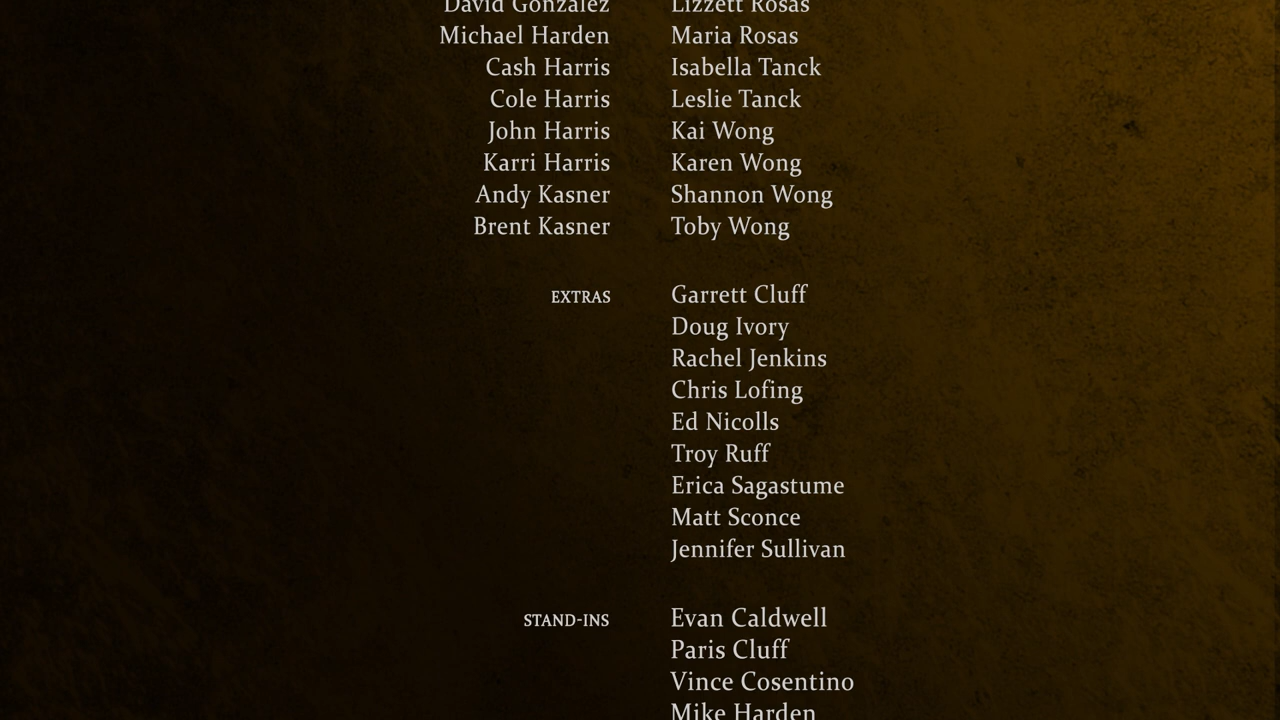 David Gonzalez Lizzett Rosas
Michael Harden Maria Rosas
Cash Harris Isabella Tanck
Cole Harris Leslie Tanck
John Harris Kai Wong
Karri Harris Karen Wong
Andy Kasner Shannon Wong
Brent Kasner Toby Wong
EXTRAS Garrett Cluff
Doug Ivory
Rachel Jenkins
Chris Lofing
Ed Nicolls
Troy Ruff
Erica Sagastume
Matt Sconce
Jennifer Sullivan
STAND-INS Evan Caldwell
Paris Cluff
Vince Cosentino
Mike Harden